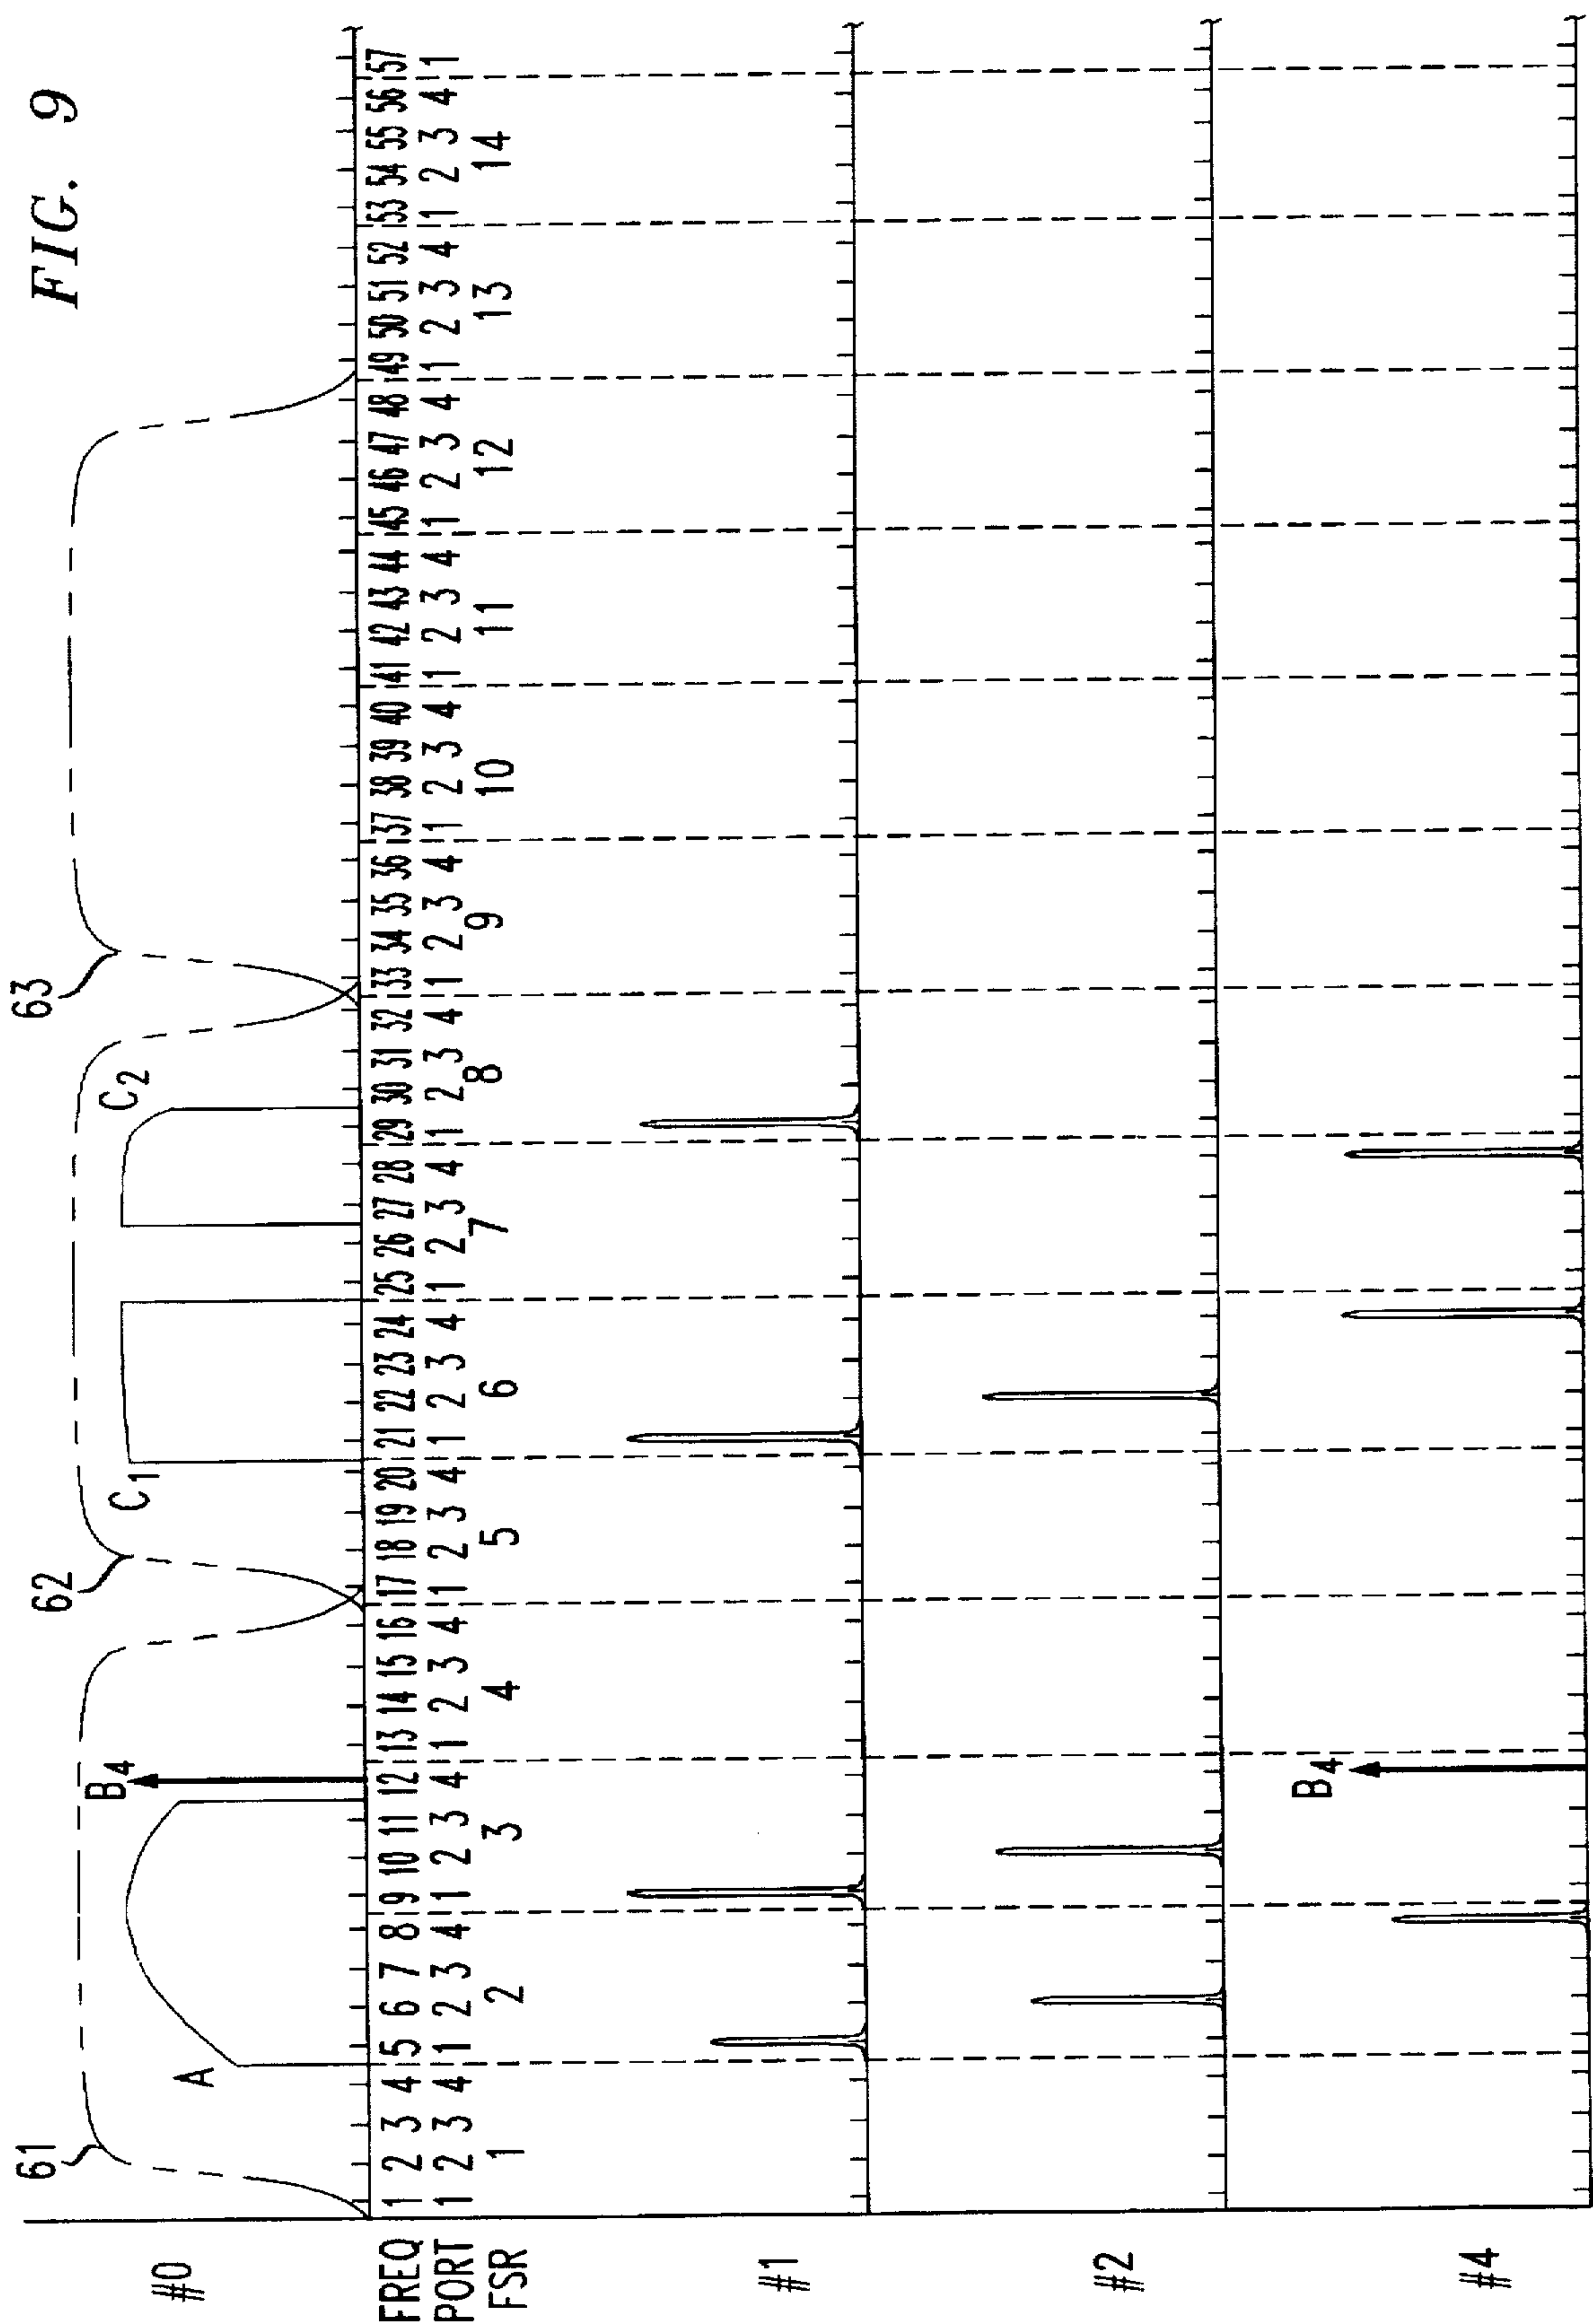 FIG. 9
61 62 63
A B4 C1 C2
#0
FREQ 1 2 3 4 5 6 7 8 9 10 11 12 13 14 15 16 17 18 19 20 21 22 23 24 25 26 27 28 29 30 31 32 33 34 35 36 37 38 39 40 41 42 43 44 45 46 47 48 49 50 51 52 53 54 55 56 57
PORT 1 2 3 4 1 2 3 4 1 2 3 4 1 2 3 4 1 2 3 4 1 2 3 4 1 2 3 4 1 2 3 4 1 2 3 4 1 2 3 4 1 2 3 4 1 2 3 4 1 2 3 4 1 2 3 4 1
FSR 1 2 3 4 5 6 7 8 9 10 11 12 13 14
#1
#2
#4
B4